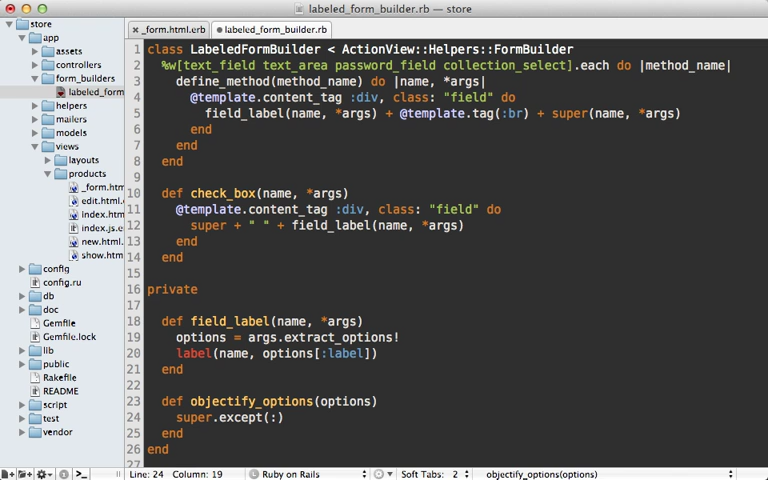 labeled_form_builder.rb — store
_form.html.erb
labeled_form_builder.rb
store
app
assets
controllers
form_builders
labeled_form
helpers
mailers
models
views
layouts
products
_form.htm
edit.html.
index.htm
index.js.e
new.html.
show.htm
config
config.ru
db
doc
Gemfile
Gemfile.lock
lib
public
Rakefile
README
script
test
vendor
1 class LabeledFormBuilder < ActionView::Helpers::FormBuilder
2 %w[text_field text_area password_field collection_select].each do |method_name|
3 define_method(method_name) do |name, *args|
4 @template.content_tag :div, class: "field" do
5 field_label(name, *args) + @template.tag(:br) + super(name, *args)
6 end
7 end
8 end
9
10 def check_box(name, *args)
11 @template.content_tag :div, class: "field" do
12 super + " " + field_label(name, *args)
13 end
14 end
15
16 private
17
18 def field_label(name, *args)
19 options = args.extract_options!
20 label(name, options[:label])
21 end
22
23 def objectify_options(options)
24 super.except(:)
25 end
26 end
27
Line: 24 Column: 19
Ruby on Rails
Soft Tabs: 2
objectify_options(options)